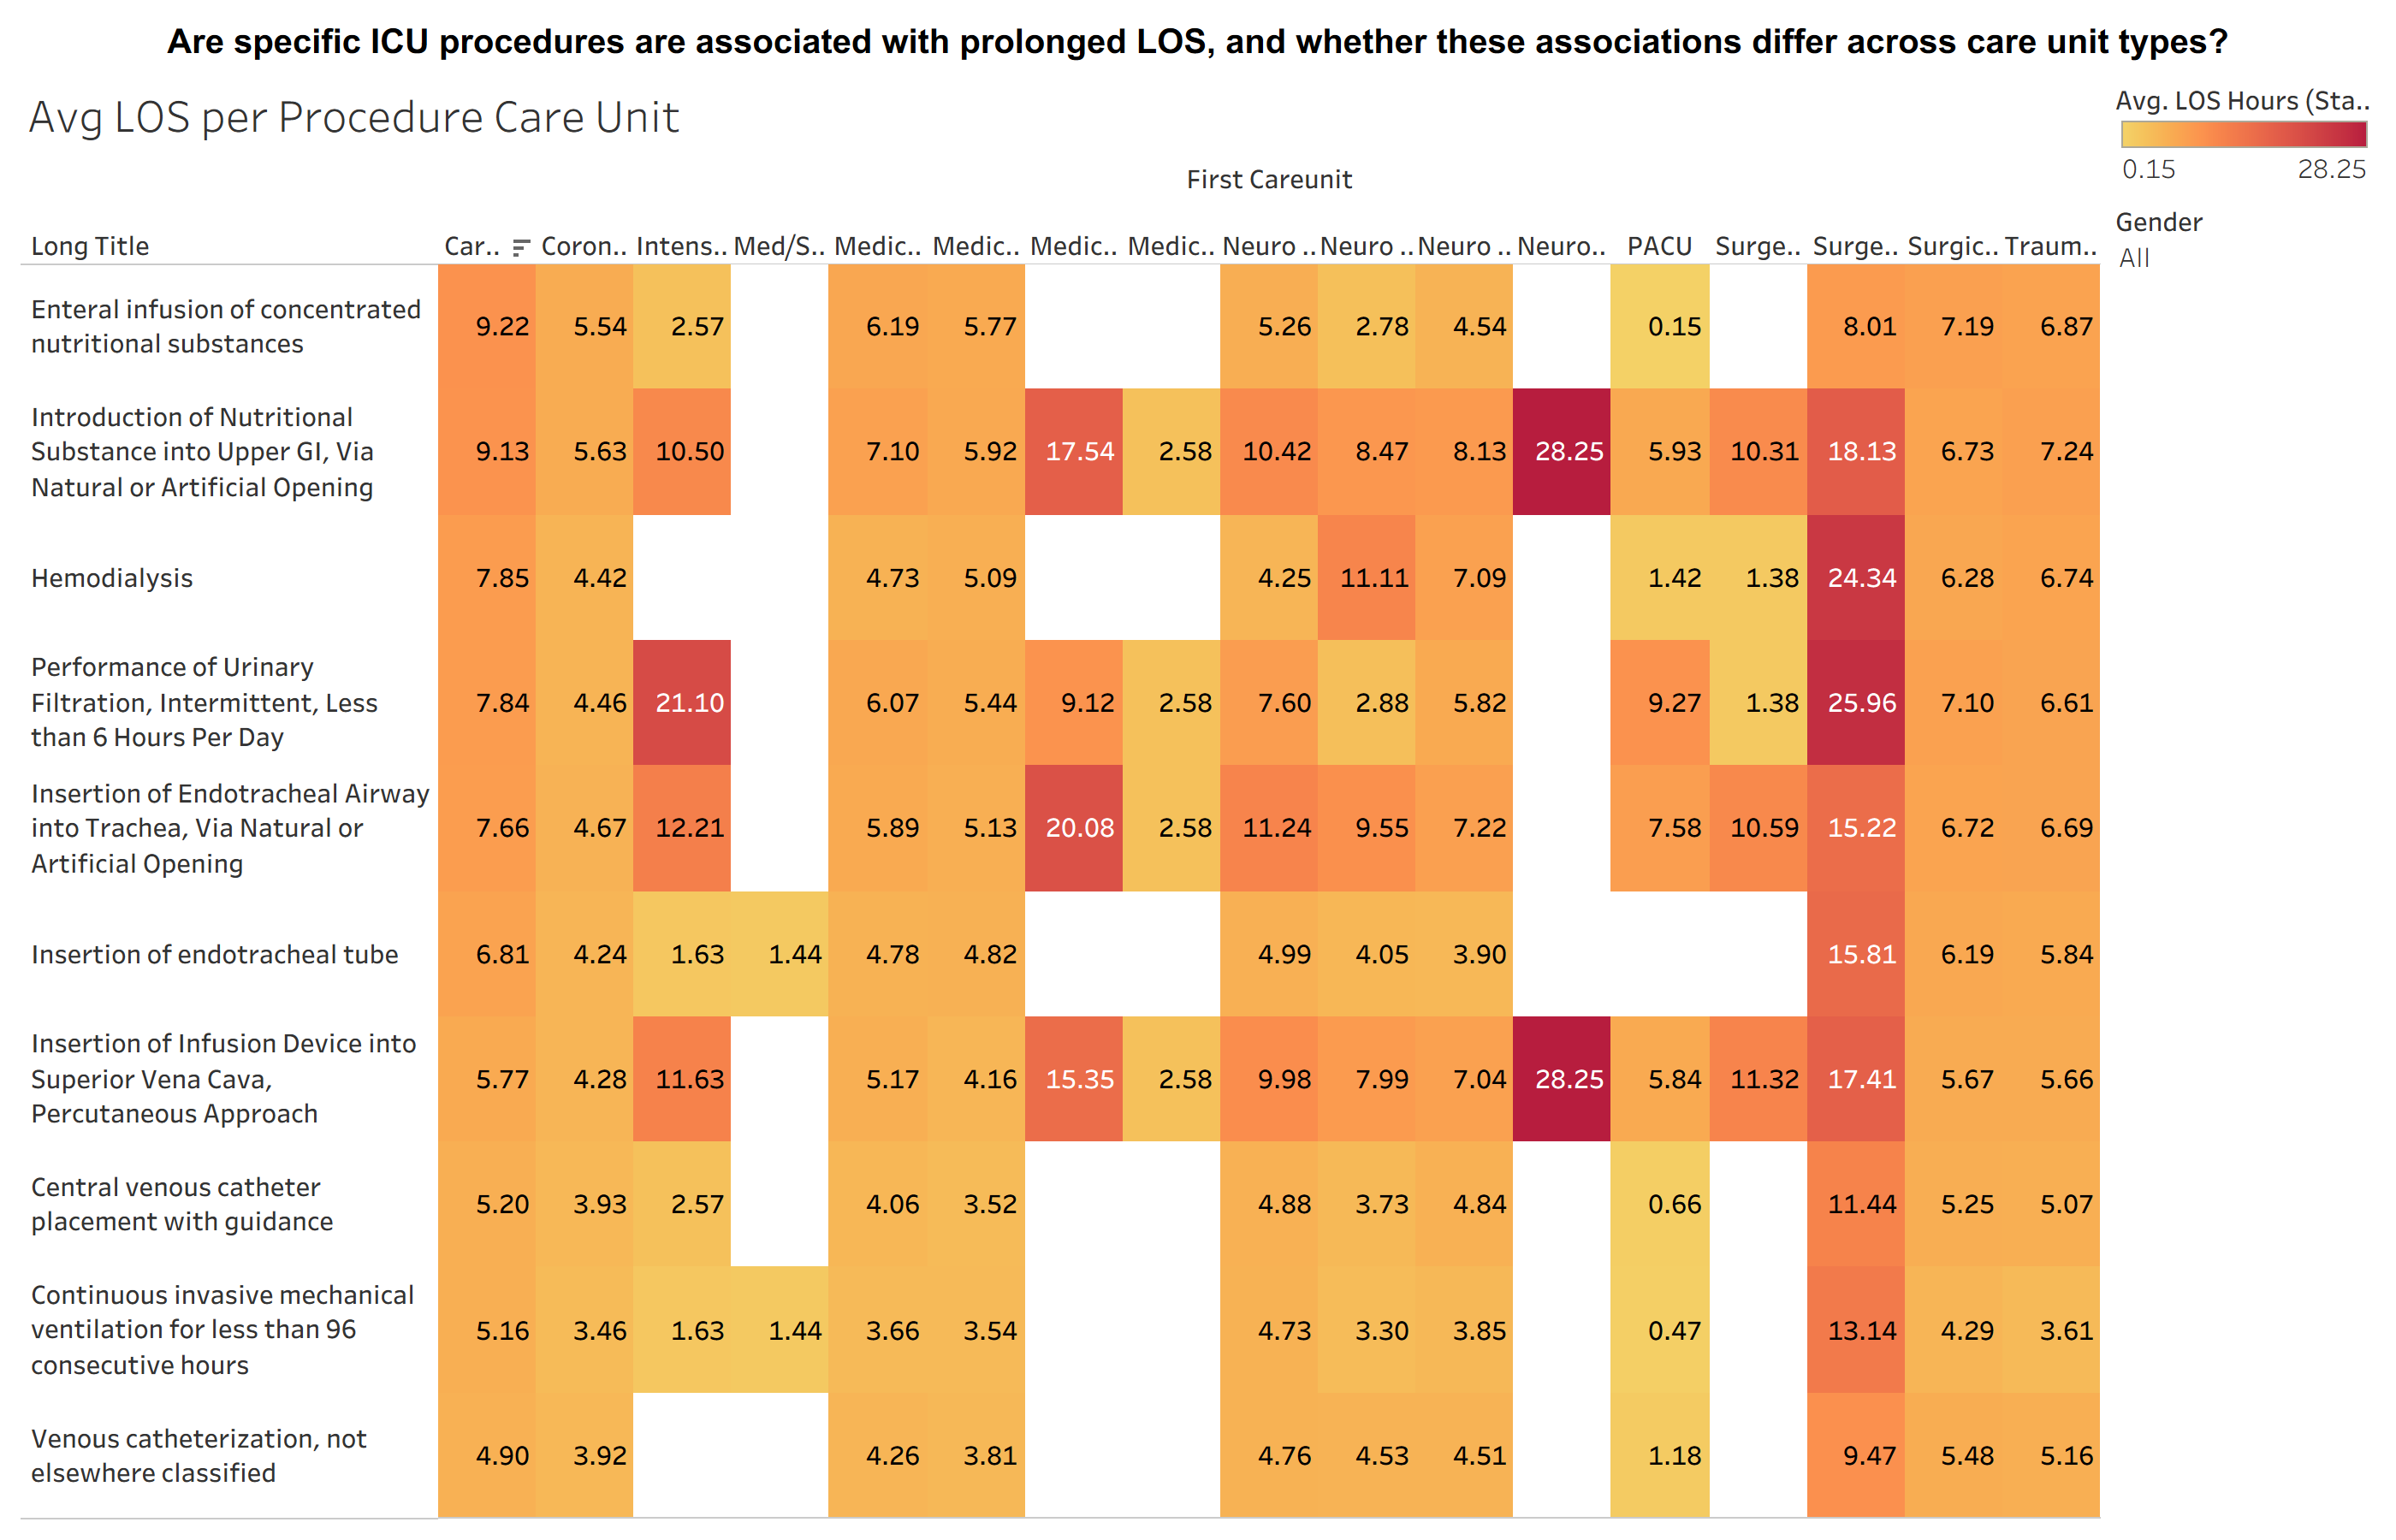 Are specific ICU procedures are associated with prolonged LOS, and whether these associations differ across care unit types?
Avg LOS per Procedure Care Unit
Avg. LOS Hours (Sta..
0.15 28.25
Gender
All
First Careunit
Long Title Car.. Coron.. Intens.. Med/S.. Medic.. Medic.. Medic.. Medic.. Neuro .. Neuro .. Neuro .. Neuro.. PACU Surge.. Surge.. Surgic.. Traum..
Enteral infusion of concentrated
nutritional substances
9.22 5.54 2.57 6.19 5.77 5.26 2.78 4.54 0.15 8.01 7.19 6.87
Introduction of Nutritional
Substance into Upper GI, Via
Natural or Artificial Opening
9.13 5.63 10.50 7.10 5.92 17.54 2.58 10.42 8.47 8.13 28.25 5.93 10.31 18.13 6.73 7.24
Hemodialysis
7.85 4.42 4.73 5.09 4.25 11.11 7.09 1.42 1.38 24.34 6.28 6.74
Performance of Urinary
Filtration, Intermittent, Less
than 6 Hours Per Day
7.84 4.46 21.10 6.07 5.44 9.12 2.58 7.60 2.88 5.82 9.27 1.38 25.96 7.10 6.61
Insertion of Endotracheal Airway
into Trachea, Via Natural or
Artificial Opening
7.66 4.67 12.21 5.89 5.13 20.08 2.58 11.24 9.55 7.22 7.58 10.59 15.22 6.72 6.69
Insertion of endotracheal tube
6.81 4.24 1.63 1.44 4.78 4.82 4.99 4.05 3.90 15.81 6.19 5.84
Insertion of Infusion Device into
Superior Vena Cava,
Percutaneous Approach
5.77 4.28 11.63 5.17 4.16 15.35 2.58 9.98 7.99 7.04 28.25 5.84 11.32 17.41 5.67 5.66
Central venous catheter
placement with guidance
5.20 3.93 2.57 4.06 3.52 4.88 3.73 4.84 0.66 11.44 5.25 5.07
Continuous invasive mechanical
ventilation for less than 96
consecutive hours
5.16 3.46 1.63 1.44 3.66 3.54 4.73 3.30 3.85 0.47 13.14 4.29 3.61
Venous catheterization, not
elsewhere classified
4.90 3.92 4.26 3.81 4.76 4.53 4.51 1.18 9.47 5.48 5.16